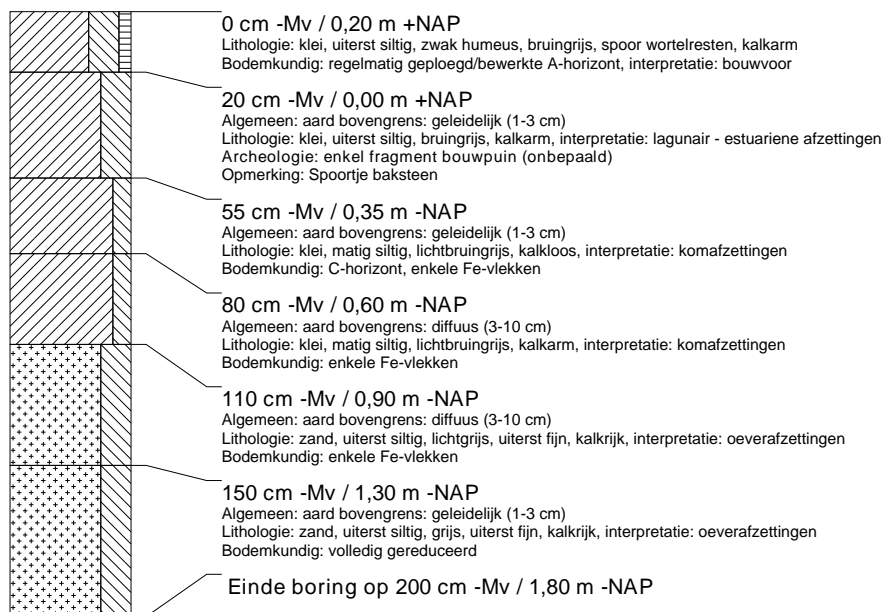 0 cm -Mv / 0,20 m +NAP
Lithologie: klei, uiterst siltig, zwak humeus, bruingrijs, spoor wortelresten, kalkarm
Bodemkundig: regelmatig geploegd/bewerkte A-horizont, interpretatie: bouwvoor
20 cm -Mv / 0,00 m +NAP
Algemeen: aard bovengrens: geleidelijk (1-3 cm)
Lithologie: klei, uiterst siltig, bruingrijs, kalkarm, interpretatie: lagunair - estuariene afzettingen
Archeologie: enkel fragment bouwpuin (onbepaald)
Opmerking: Spoortje baksteen
55 cm -Mv / 0,35 m -NAP
Algemeen: aard bovengrens: geleidelijk (1-3 cm)
Lithologie: klei, matig siltig, lichtbruingrijs, kalkloos, interpretatie: komafzettingen
Bodemkundig: C-horizont, enkele Fe-vlekken
80 cm -Mv / 0,60 m -NAP
Algemeen: aard bovengrens: diffuus (3-10 cm)
Lithologie: klei, matig siltig, lichtbruingrijs, kalkarm, interpretatie: komafzettingen
Bodemkundig: enkele Fe-vlekken
110 cm -Mv / 0,90 m -NAP
Algemeen: aard bovengrens: diffuus (3-10 cm)
Lithologie: zand, uiterst siltig, lichtgrijs, uiterst fijn, kalkrijk, interpretatie: oeverafzettingen
Bodemkundig: enkele Fe-vlekken
150 cm -Mv / 1,30 m -NAP
Algemeen: aard bovengrens: geleidelijk (1-3 cm)
Lithologie: zand, uiterst siltig, grijs, uiterst fijn, kalkrijk, interpretatie: oeverafzettingen
Bodemkundig: volledig gereduceerd
Einde boring op 200 cm -Mv / 1,80 m -NAP